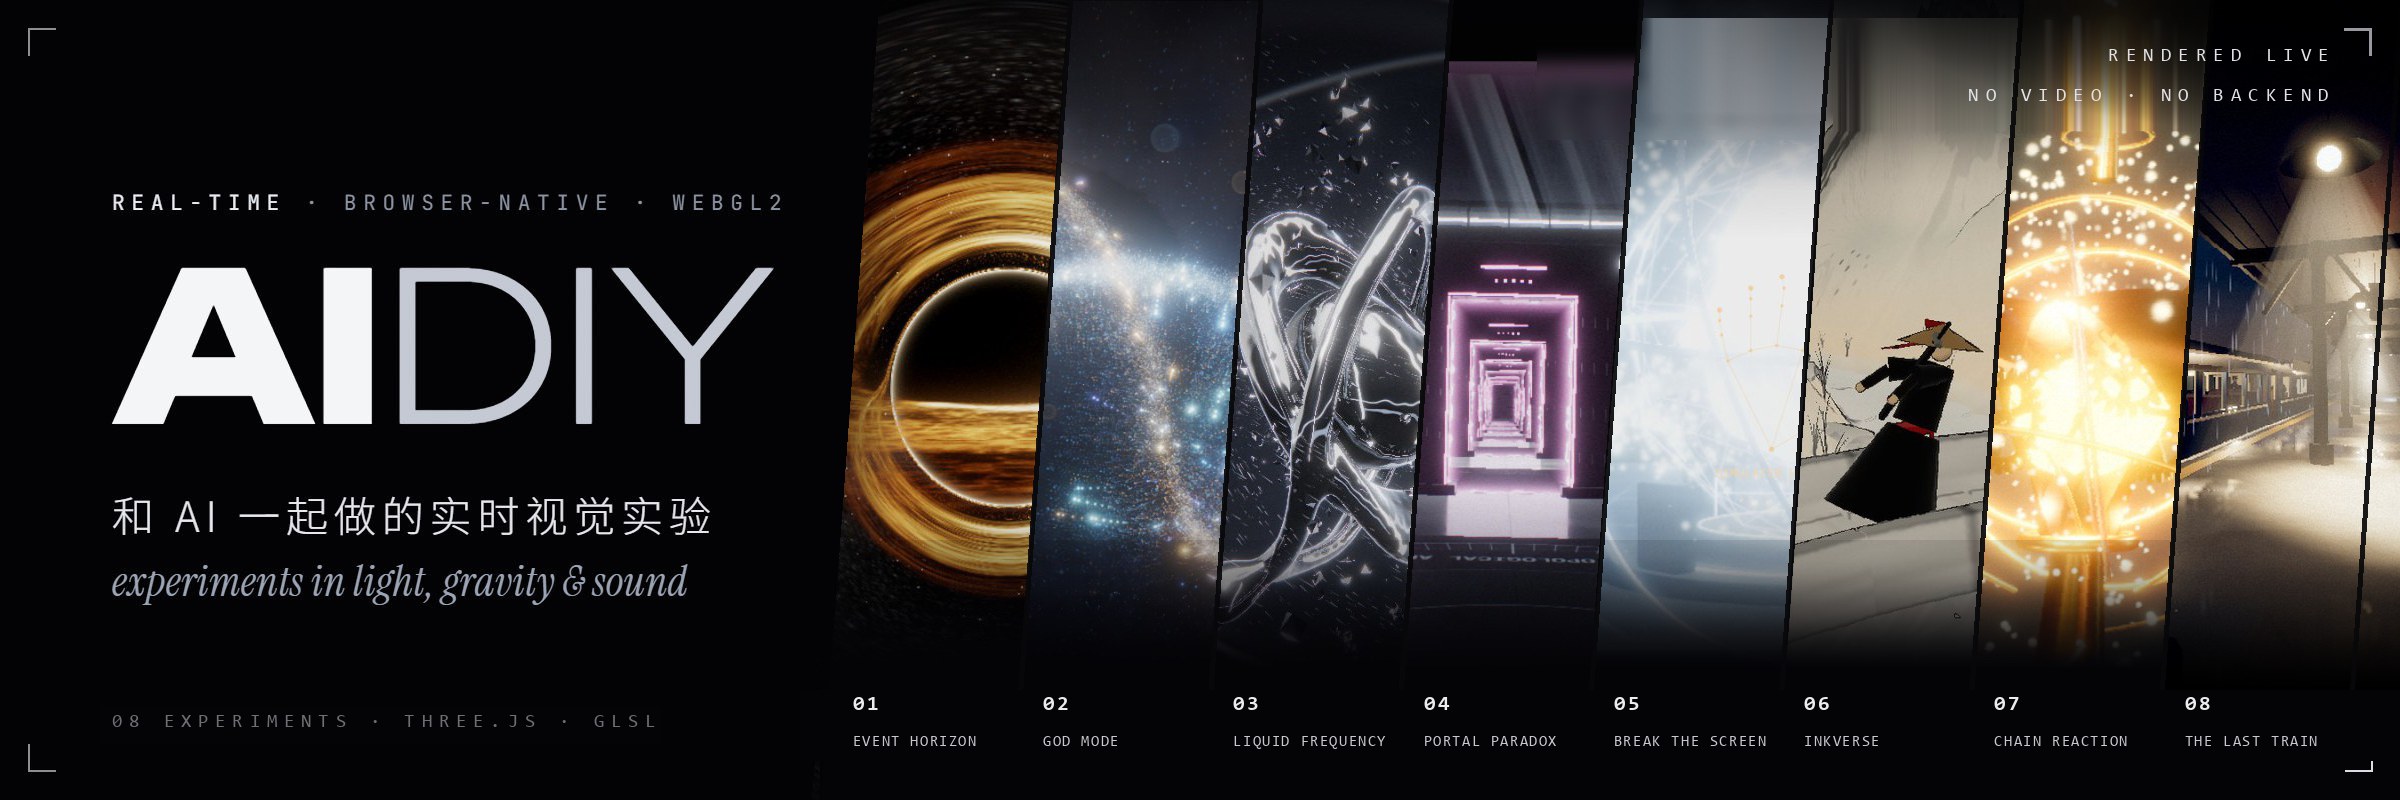 RENDERED LIVE
NO VIDEO · NO BACKEND
REAL-TIME · BROWSER-NATIVE · WEBGL2
AIDIY
和 AI 一起做的实时视觉实验
experiments in light, gravity & sound
08 EXPERIMENTS · THREE.JS · GLSL
01
EVENT HORIZON
02
GOD MODE
03
LIQUID FREQUENCY
04
PORTAL PARADOX
05
BREAK THE SCREEN
06
INKVERSE
07
CHAIN REACTION
08
THE LAST TRAIN